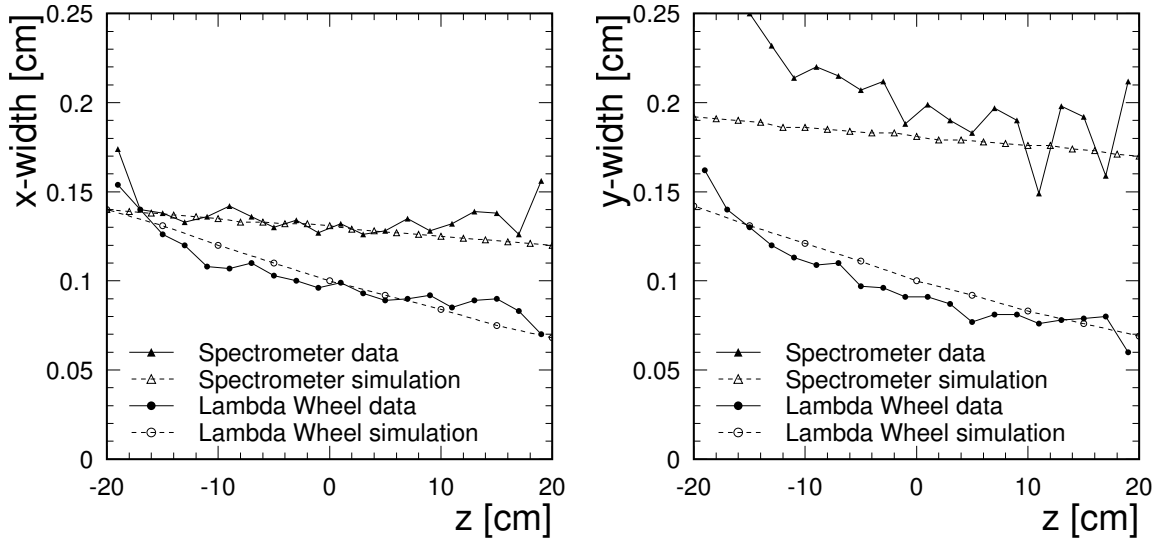 x-width [cm]
0.25
0.2
0.15
0.1
0.05
0
Spectrometer data
Spectrometer simulation
Lambda Wheel data
Lambda Wheel simulation
-20 -10 0 10 20
z [cm]
y-width [cm]
0.25
0.2
0.15
0.1
0.05
0
Spectrometer data
Spectrometer simulation
Lambda Wheel data
Lambda Wheel simulation
-20 -10 0 10 20
z [cm]